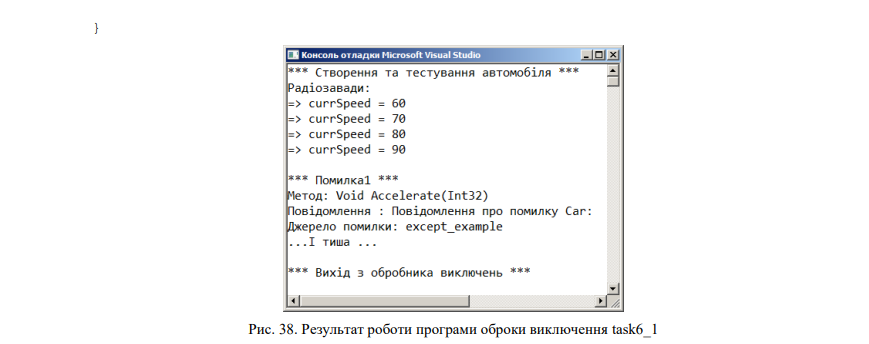 }
Консоль отладки Microsoft Visual Studio
*** Створення та тестування автомобіля ***
Радіозавади:
=> currSpeed = 60
=> currSpeed = 70
=> currSpeed = 80
=> currSpeed = 90
*** Помилка1 ***
Метод: Void Accelerate(Int32)
Повідомлення : Повідомлення про помилку Car:
Джерело помилки: except_example
...І тиша ...
*** Вихід з обробника виключень ***
Рис. 38. Результат роботи програми оброки виключення task6_1